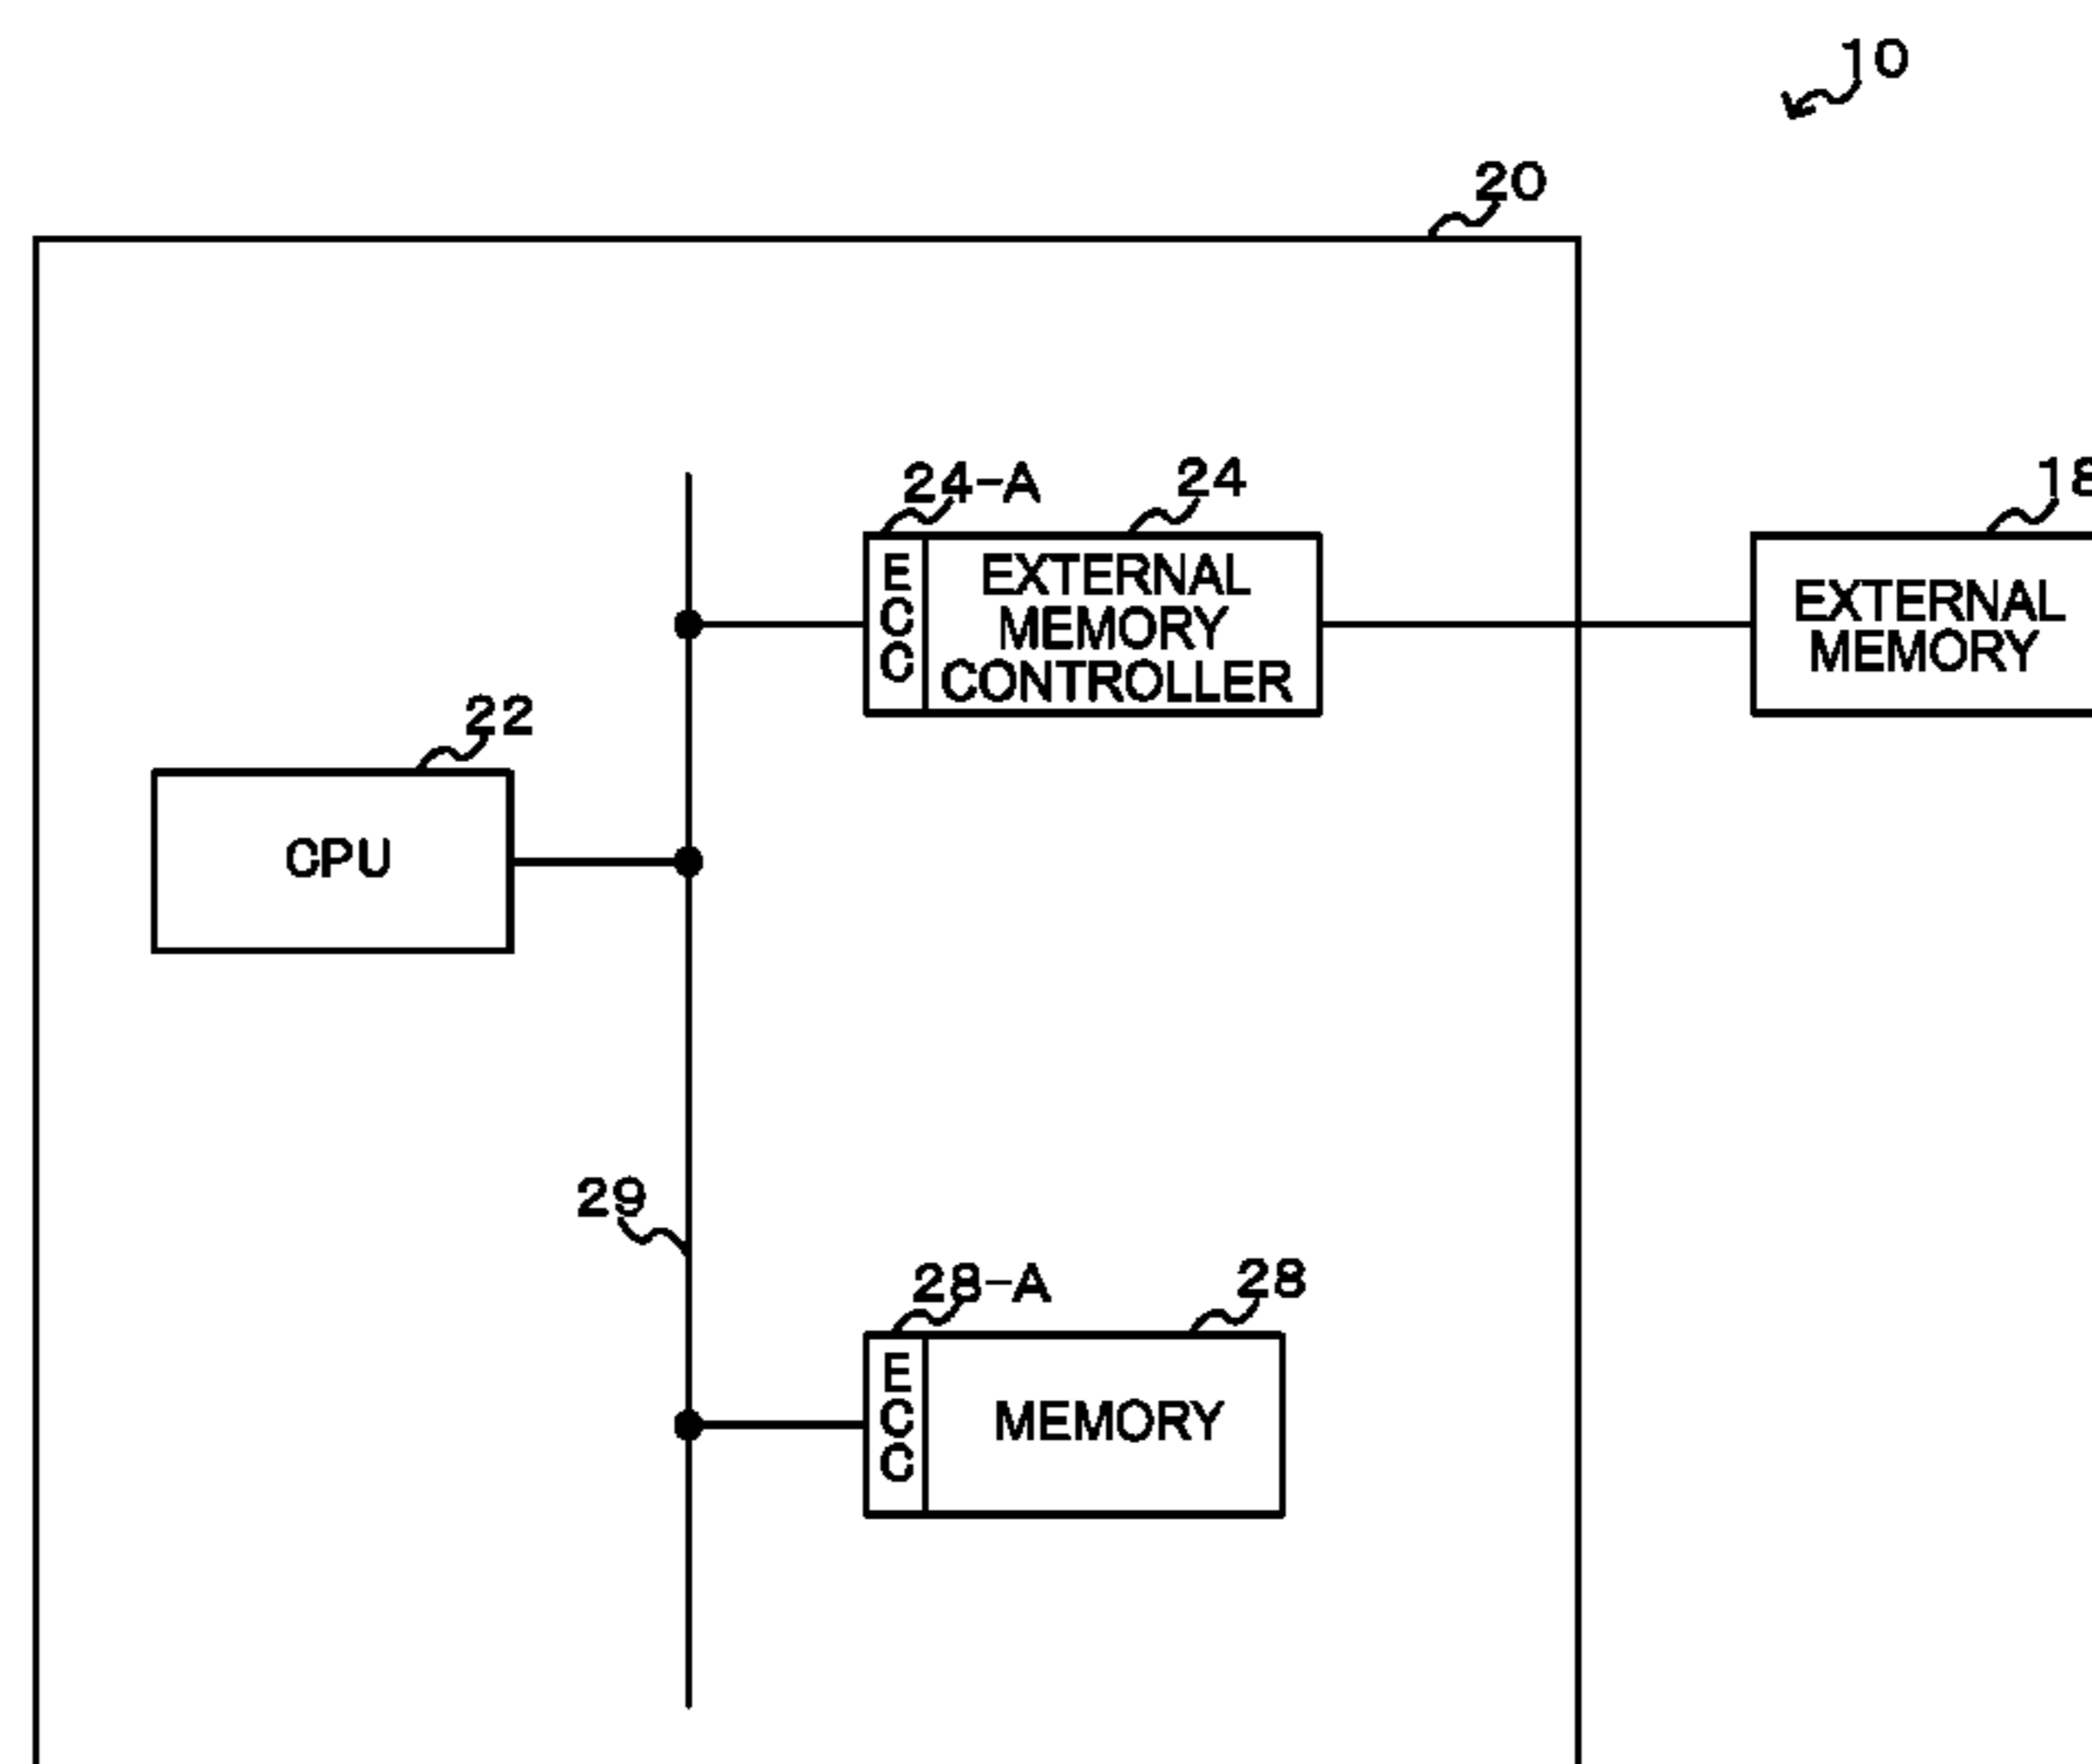 10
20
24-A
24
18
E
C
C
EXTERNAL
MEMORY
CONTROLLER
EXTERNAL
MEMORY
22
CPU
29
28-A
28
E
C
C
MEMORY